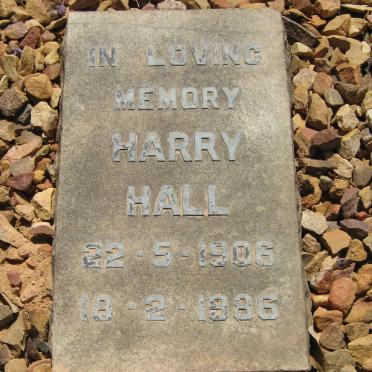 IN LOVING
MEMORY
HARRY
HALL
22-5-1906
18-2-1986